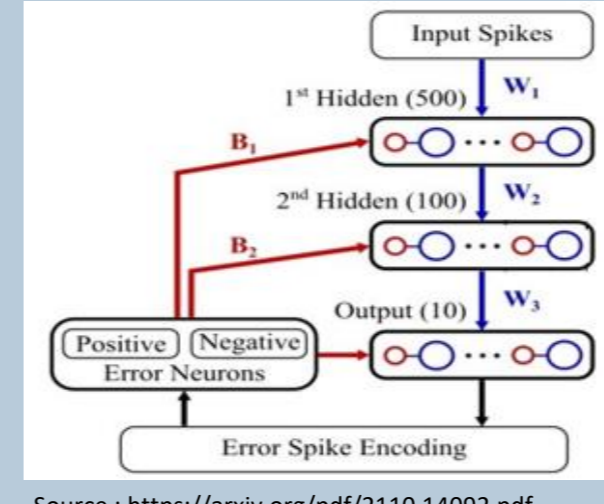 Input Spikes
W₁
1ˢᵗ Hidden (500)
B₁
W₂
2ⁿᵈ Hidden (100)
B₂
W₃
Output (10)
Positive Negative
Error Neurons
Error Spike Encoding
Source : https://arxiv.org/pdf/2110.14092.pdf